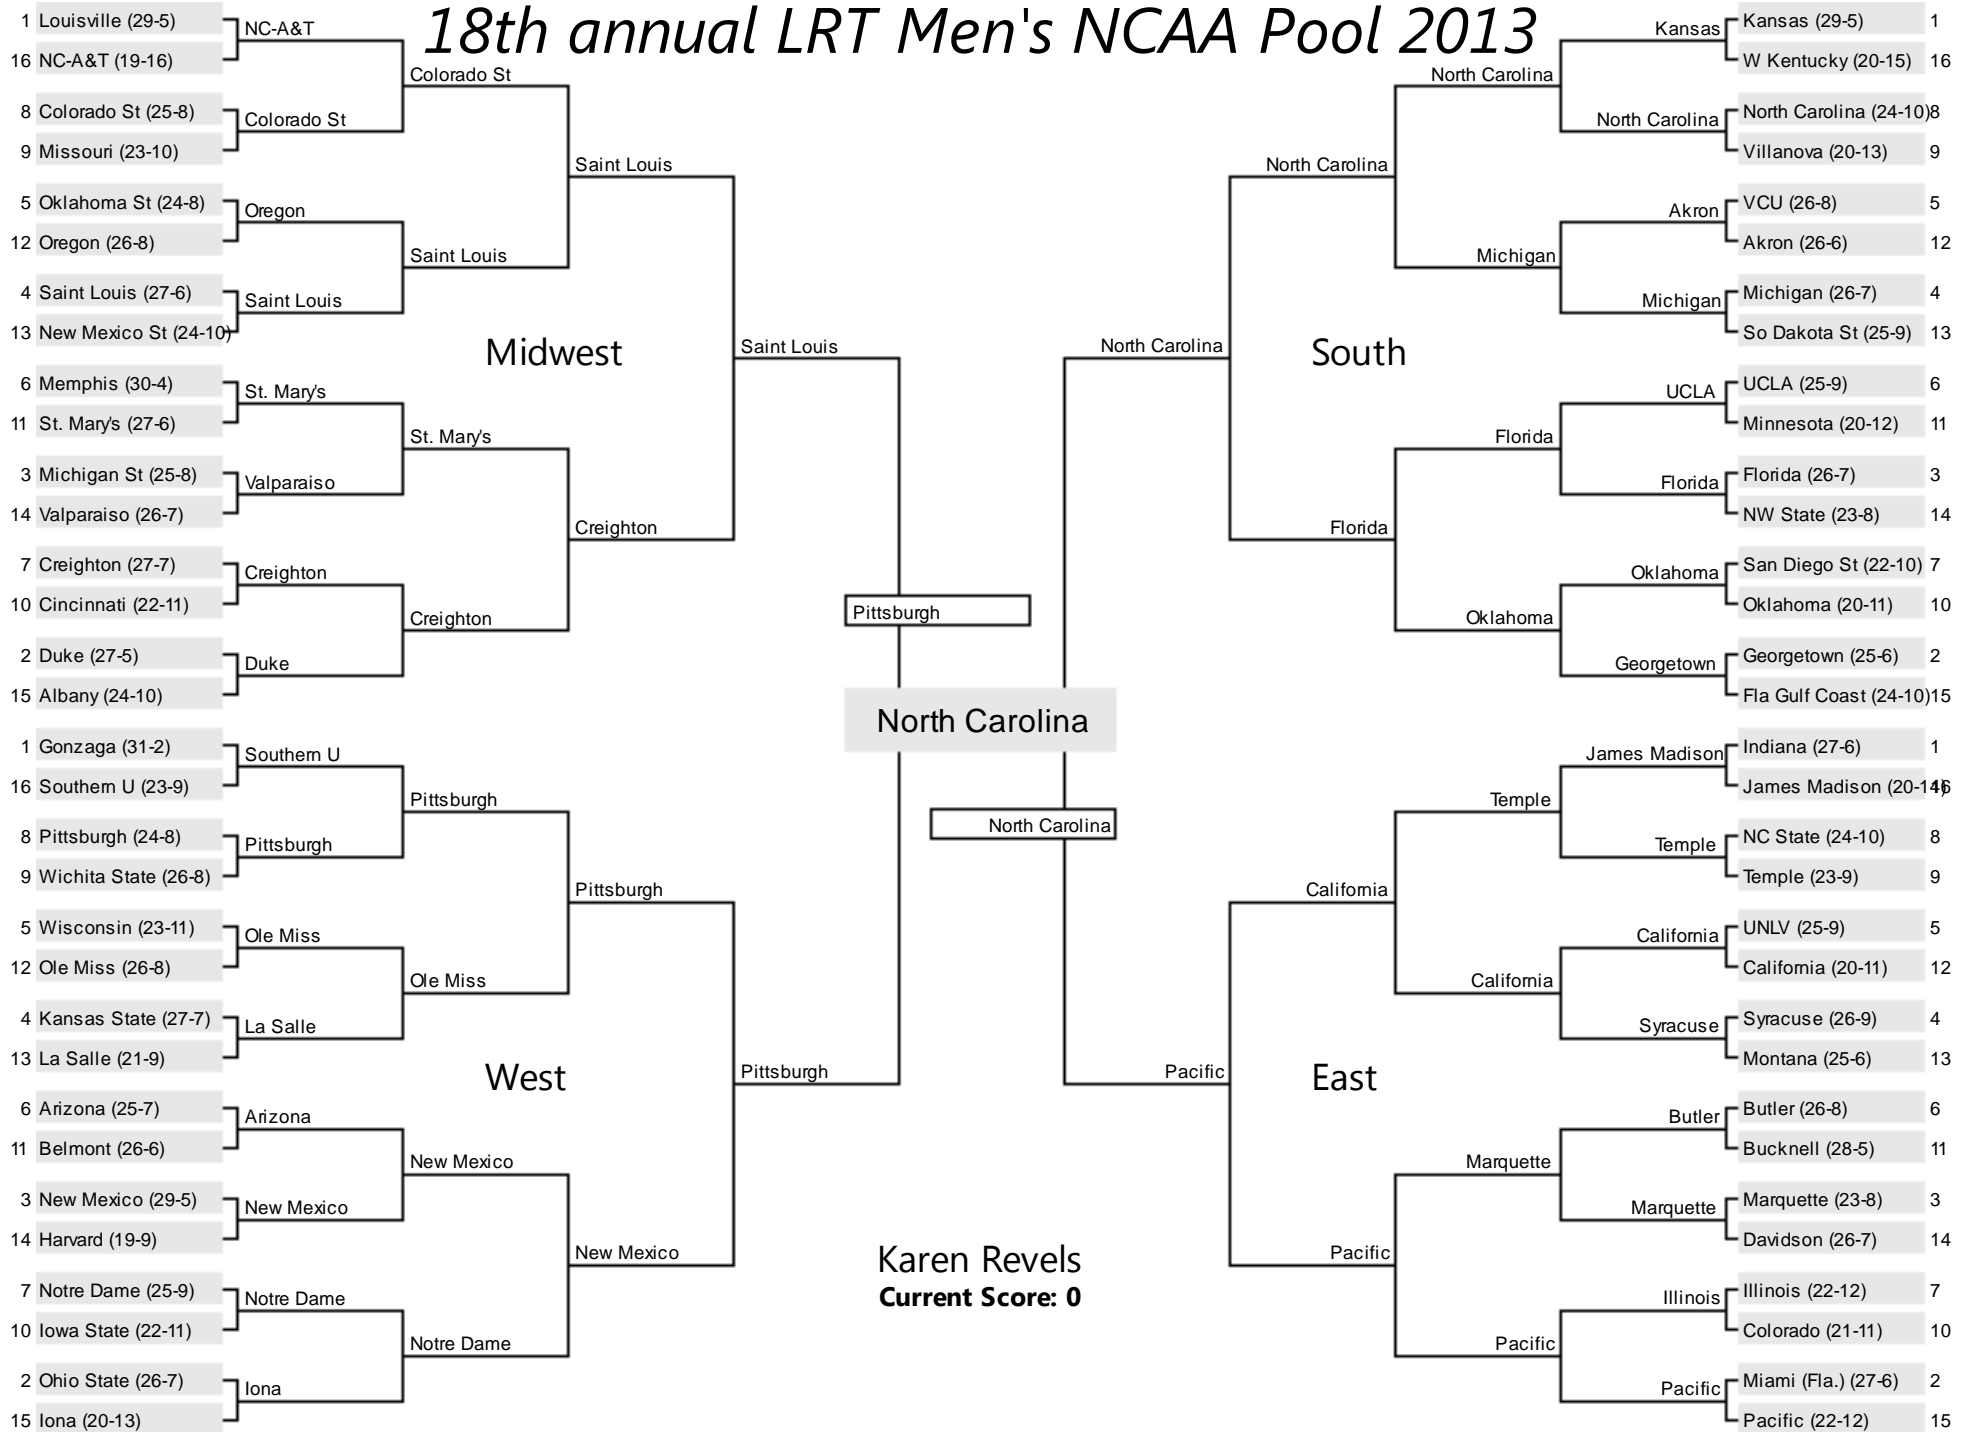 18th annual LRT Men's NCAA Pool 2013
1 Louisville (29-5)
NC-A&T
16 NC-A&T (19-16)
Colorado St
8 Colorado St (25-8)
Colorado St
9 Missouri (23-10)
Saint Louis
5 Oklahoma St (24-8)
Oregon
12 Oregon (26-8)
Saint Louis
4 Saint Louis (27-6)
Saint Louis
13 New Mexico St (24-10)
Midwest
Saint Louis
6 Memphis (30-4)
St. Mary's
11 St. Mary's (27-6)
St. Mary's
3 Michigan St (25-8)
Valparaiso
14 Valparaiso (26-7)
Creighton
7 Creighton (27-7)
Creighton
10 Cincinnati (22-11)
Creighton
2 Duke (27-5)
Duke
15 Albany (24-10)
Pittsburgh
North Carolina
North Carolina
1 Gonzaga (31-2)
Southern U
16 Southern U (23-9)
Pittsburgh
8 Pittsburgh (24-8)
Pittsburgh
9 Wichita State (26-8)
Pittsburgh
5 Wisconsin (23-11)
Ole Miss
12 Ole Miss (26-8)
Ole Miss
4 Kansas State (27-7)
La Salle
13 La Salle (21-9)
West
Pittsburgh
6 Arizona (25-7)
Arizona
11 Belmont (26-6)
New Mexico
3 New Mexico (29-5)
New Mexico
14 Harvard (19-9)
New Mexico
7 Notre Dame (25-9)
Notre Dame
10 Iowa State (22-11)
Notre Dame
2 Ohio State (26-7)
Iona
15 Iona (20-13)
Karen Revels
Current Score: 0
Kansas (29-5) 1
Kansas
W Kentucky (20-15) 16
North Carolina
North Carolina (24-10) 8
North Carolina
Villanova (20-13) 9
North Carolina
VCU (26-8) 5
Akron
Akron (26-6) 12
Michigan
Michigan (26-7) 4
Michigan
So Dakota St (25-9) 13
South
North Carolina
UCLA (25-9) 6
UCLA
Minnesota (20-12) 11
Florida
Florida (26-7) 3
Florida
NW State (23-8) 14
Florida
San Diego St (22-10) 7
Oklahoma
Oklahoma (20-11) 10
Oklahoma
Georgetown (25-6) 2
Georgetown
Fla Gulf Coast (24-10) 15
Indiana (27-6) 1
James Madison
James Madison (20-14) 16
Temple
NC State (24-10) 8
Temple
Temple (23-9) 9
California
UNLV (25-9) 5
California
California (20-11) 12
California
Syracuse (26-9) 4
Syracuse
Montana (25-6) 13
East
Pacific
Butler (26-8) 6
Butler
Bucknell (28-5) 11
Marquette
Marquette (23-8) 3
Marquette
Davidson (26-7) 14
Pacific
Illinois (22-12) 7
Illinois
Colorado (21-11) 10
Pacific
Miami (Fla.) (27-6) 2
Pacific
Pacific (22-12) 15